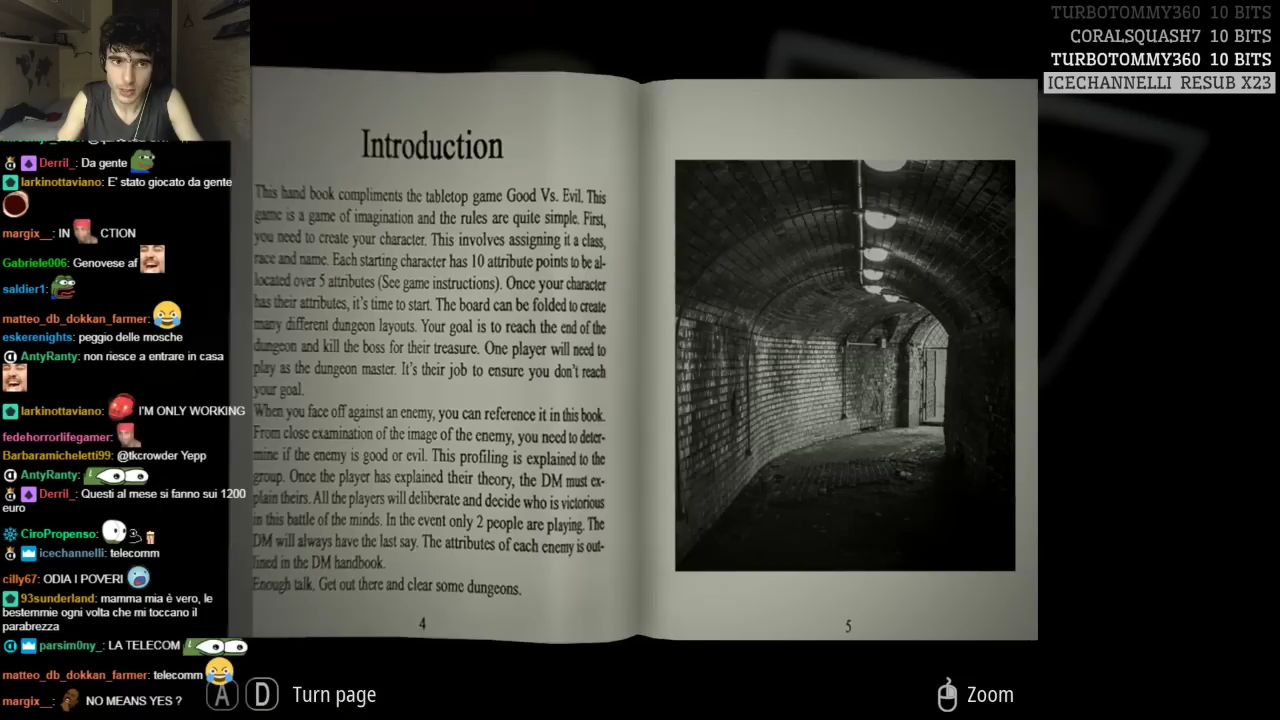 TURBOTOMMY360 10 BITS
CORALSQUASH7 10 BITS
TURBOTOMMY360 10 BITS
ICECHANNELLI RESUB X23
Derril_: Da gente
larkinottaviano: E' stato giocato da gente
margix__: IN CTION
Gabriele006: Genovese af
saldier1:
matteo_db_dokkan_farmer:
eskerenights: peggio delle mosche
AntyRanty: non riesce a entrare in casa
larkinottaviano: I'M ONLY WORKING
fedehorrorlifegamer:
Barbaramicheletti99: @tkcrowder Yepp
AntyRanty:
Derril_: Questi al mese si fanno sui 1200
euro
CiroPropenso:
icechannelli: telecomm
cilly67: ODIA I POVERI
93sunderland: mamma mia è vero, le
bestemmie ogni volta che mi toccano il
parabrezza
parsim0ny_: LA TELECOM
matteo_db_dokkan_farmer: telecomm
margix__: NO MEANS YES ?
Introduction
This hand book compliments the tabletop game Good Vs. Evil. This
game is a game of imagination and the rules are quite simple. First,
you need to create your character. This involves assigning it a class,
race and name. Each starting character has 10 attribute points to be al-
located over 5 attributes (See game instructions). Once your character
has their attributes, it's time to start. The board can be folded to create
many different dungeon layouts. Your goal is to reach the end of the
dungeon and kill the boss for their treasure. One player will need to
play as the dungeon master. It's their job to ensure you don't reach
your goal.
When you face off against an enemy, you can reference it in this book.
From close examination of the image of the enemy, you need to deter-
mine if the enemy is good or evil. This profiling is explained to the
group. Once the player has explained their theory, the DM must ex-
plain theirs. All the players will deliberate and decide who is victorious
in this battle of the minds. In the event only 2 people are playing. The
DM will always have the last say. The attributes of each enemy is out-
lined in the DM handbook.
Enough talk. Get out there and clear some dungeons.
4
5
A D Turn page
Zoom